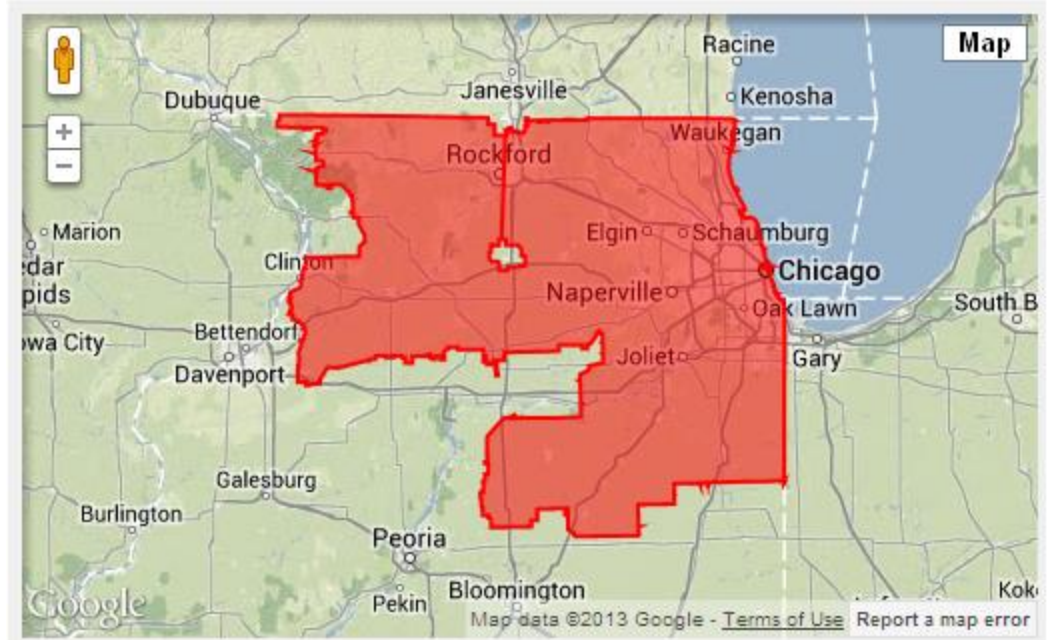 Racine
Map
Janesville
Dubuque
Kenosha
+
Waukegan
−
Rockford
Marion
Elgin
Schaumburg
edar
Clinton
Chicago
pids
Naperville
Oak Lawn
South B
Bettendorf
owa City
Joliet
Gary
Davenport
Galesburg
Burlington
Peoria
Bloomington
Kok
Google
Pekin
Map data ©2013 Google - Terms of Use
Report a map error